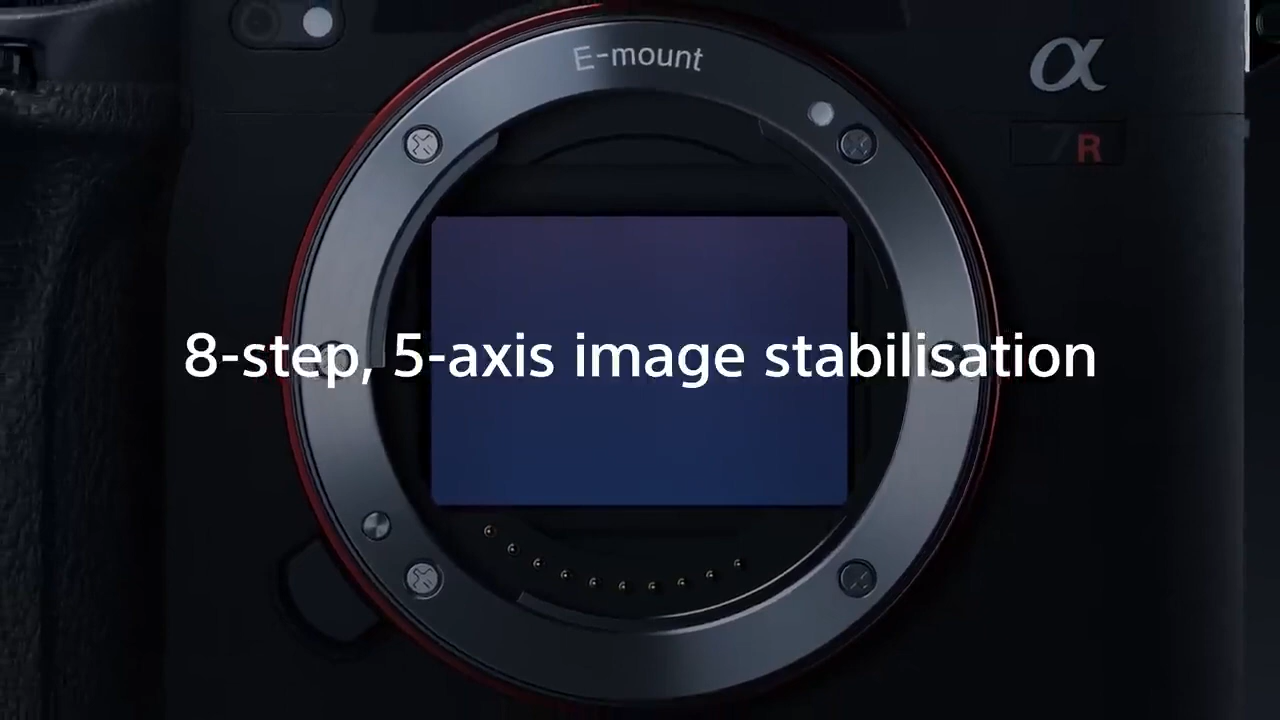 E-mount
α
7R
8-step, 5-axis image stabilisation